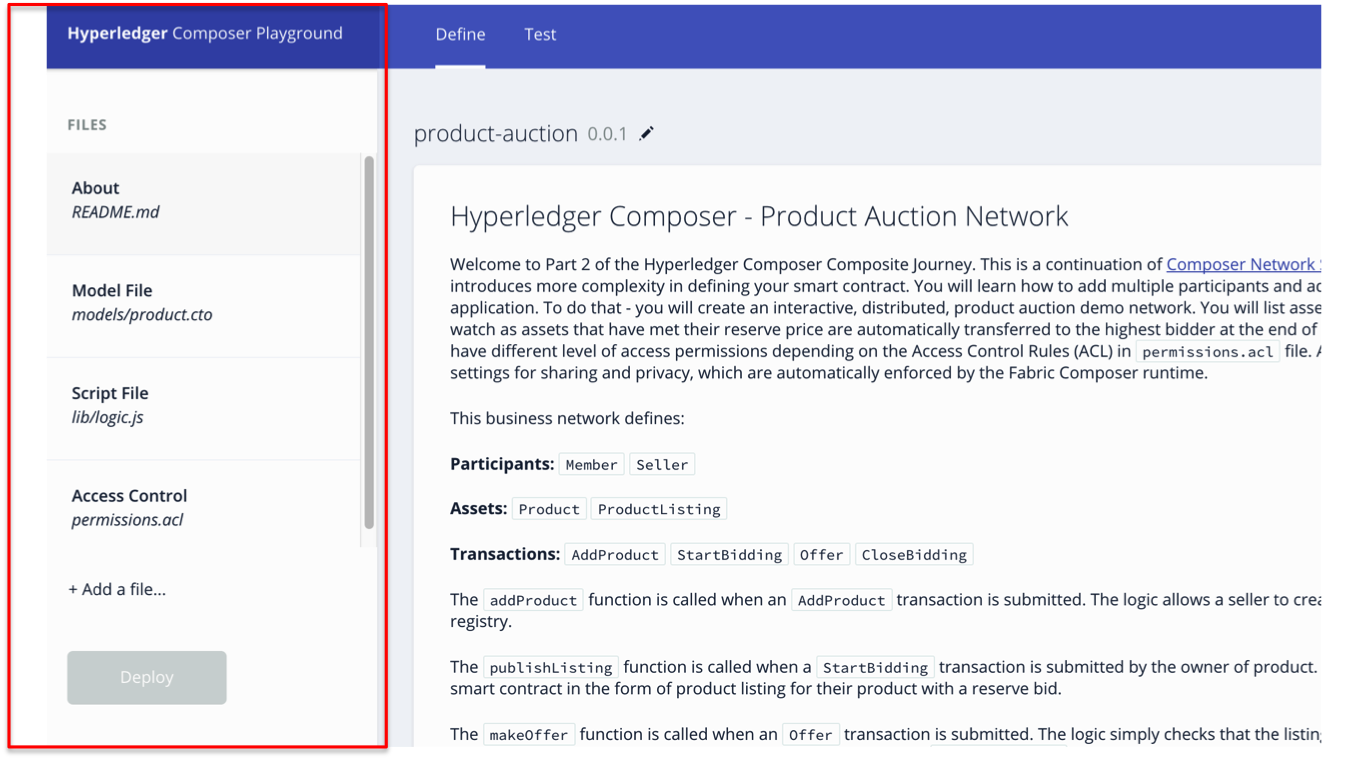 Hyperledger Composer Playground
Define Test
FILES
About
README.md
Model File
models/product.cto
Script File
lib/logic.js
Access Control
permissions.acl
+ Add a file...
Deploy
product-auction 0.0.1
Hyperledger Composer - Product Auction Network
Welcome to Part 2 of the Hyperledger Composer Composite Journey. This is a continuation of Composer Network
introduces more complexity in defining your smart contract. You will learn how to add multiple participants and
application. To do that - you will create an interactive, distributed, product auction demo network. You will list
watch as assets that have met their reserve price are automatically transferred to the highest bidder at the end of
have different level of access permissions depending on the Access Control Rules (ACL) in permissions.acl file.
settings for sharing and privacy, which are automatically enforced by the Fabric Composer runtime.
This business network defines:
Participants: Member Seller
Assets: Product ProductListing
Transactions: AddProduct StartBidding Offer CloseBidding
The addProduct function is called when an AddProduct transaction is submitted. The logic allows a seller to
registry.
The publishListing function is called when a StartBidding transaction is submitted by the owner of product.
smart contract in the form of product listing for their product with a reserve bid.
The makeOffer function is called when an Offer transaction is submitted. The logic simply checks that the